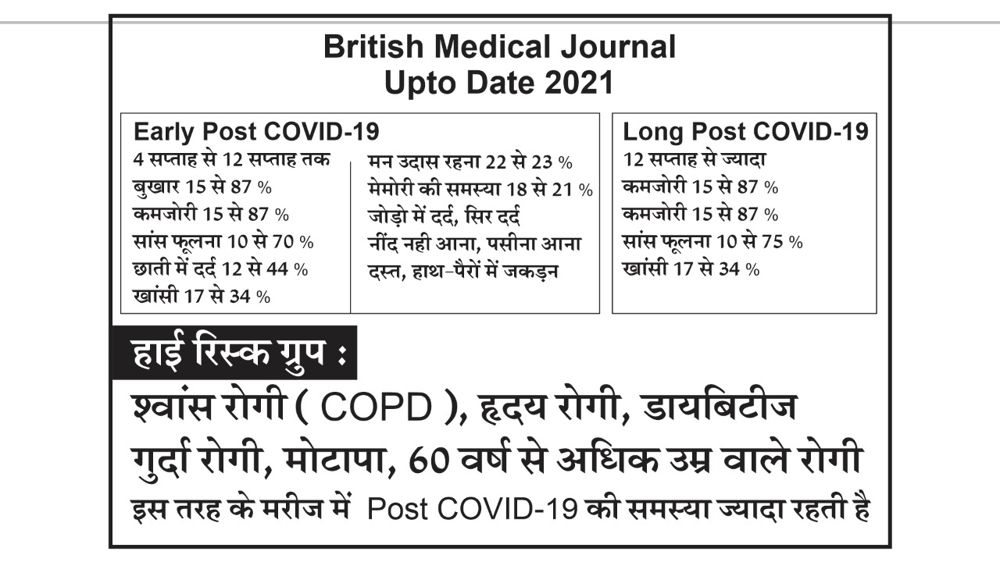 British Medical Journal
Upto Date 2021
Early Post COVID-19
4 सप्ताह से 12 सप्ताह तक
बुखार 15 से 87 %
कमजोरी 15 से 87 %
सांस फूलना 10 से 70 %
छाती में दर्द 12 से 44 %
खांसी 17 से 34 %
मन उदास रहना 22 से 23 %
मेमोरी की समस्या 18 से 21 %
जोड़ो में दर्द, सिर दर्द
नींद नही आना, पसीना आना
दस्त, हाथ-पैरों में जकड़न
Long Post COVID-19
12 सप्ताह से ज्यादा
कमजोरी 15 से 87 %
कमजोरी 15 से 87 %
सांस फूलना 10 से 75 %
खांसी 17 से 34 %
हाई रिस्क ग्रुप :
श्वांस रोगी ( COPD ), हृदय रोगी, डायबिटीज
गुर्दा रोगी, मोटापा, 60 वर्ष से अधिक उम्र वाले रोगी
इस तरह के मरीज में Post COVID-19 की समस्या ज्यादा रहती है